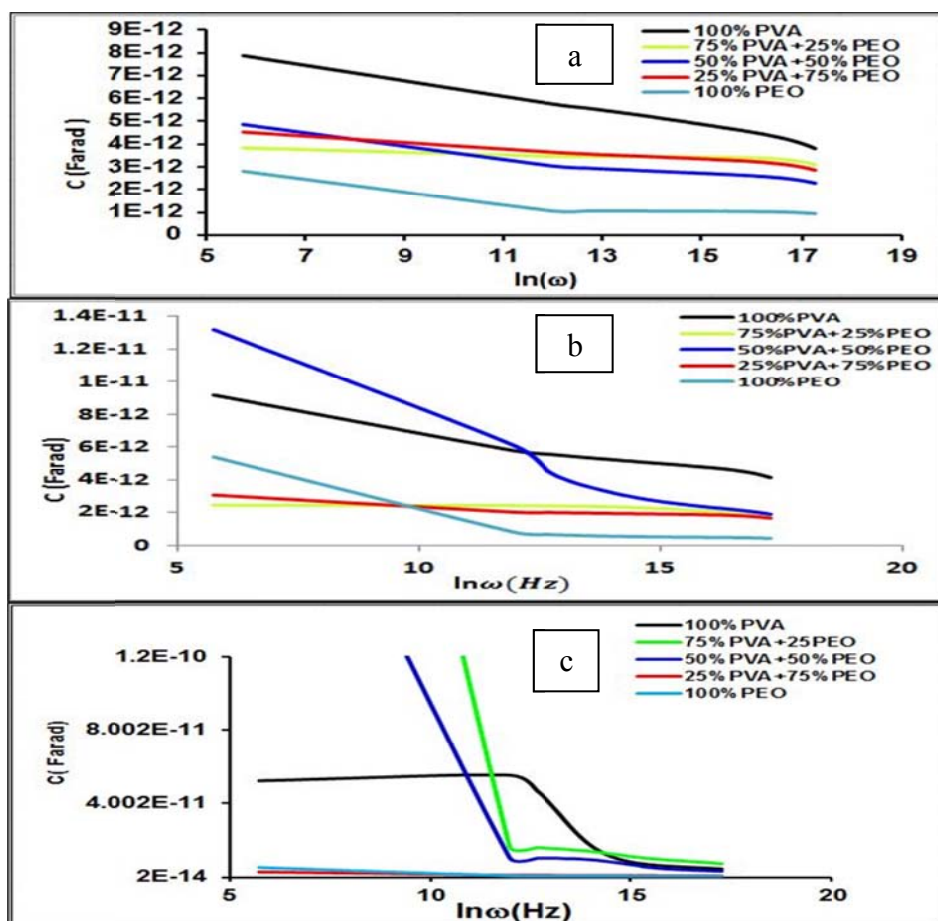 9E-12
8E-12
7E-12
6E-12
5E-12
4E-12
3E-12
2E-12
1E-12
0
C (Farad)
5 7 9 11 13 15 17 19
ln(ω)
a
100% PVA
75% PVA+25% PEO
50% PVA+50% PEO
25% PVA+75% PEO
100% PEO
1.4E-11
1.2E-11
1E-11
8E-12
6E-12
4E-12
2E-12
0
C (Farad)
5 10 15 20
lnω(Hz)
b
100%PVA
75%PVA+25%PEO
50%PVA+50%PEO
25%PVA+75%PEO
100%PEO
1.2E-10
8.002E-11
4.002E-11
2E-14
C( Farad)
5 10 15 20
lnω(Hz)
c
100% PVA
75% PVA+25PEO
50% PVA+50% PEO
25% PVA+75% PEO
100% PEO